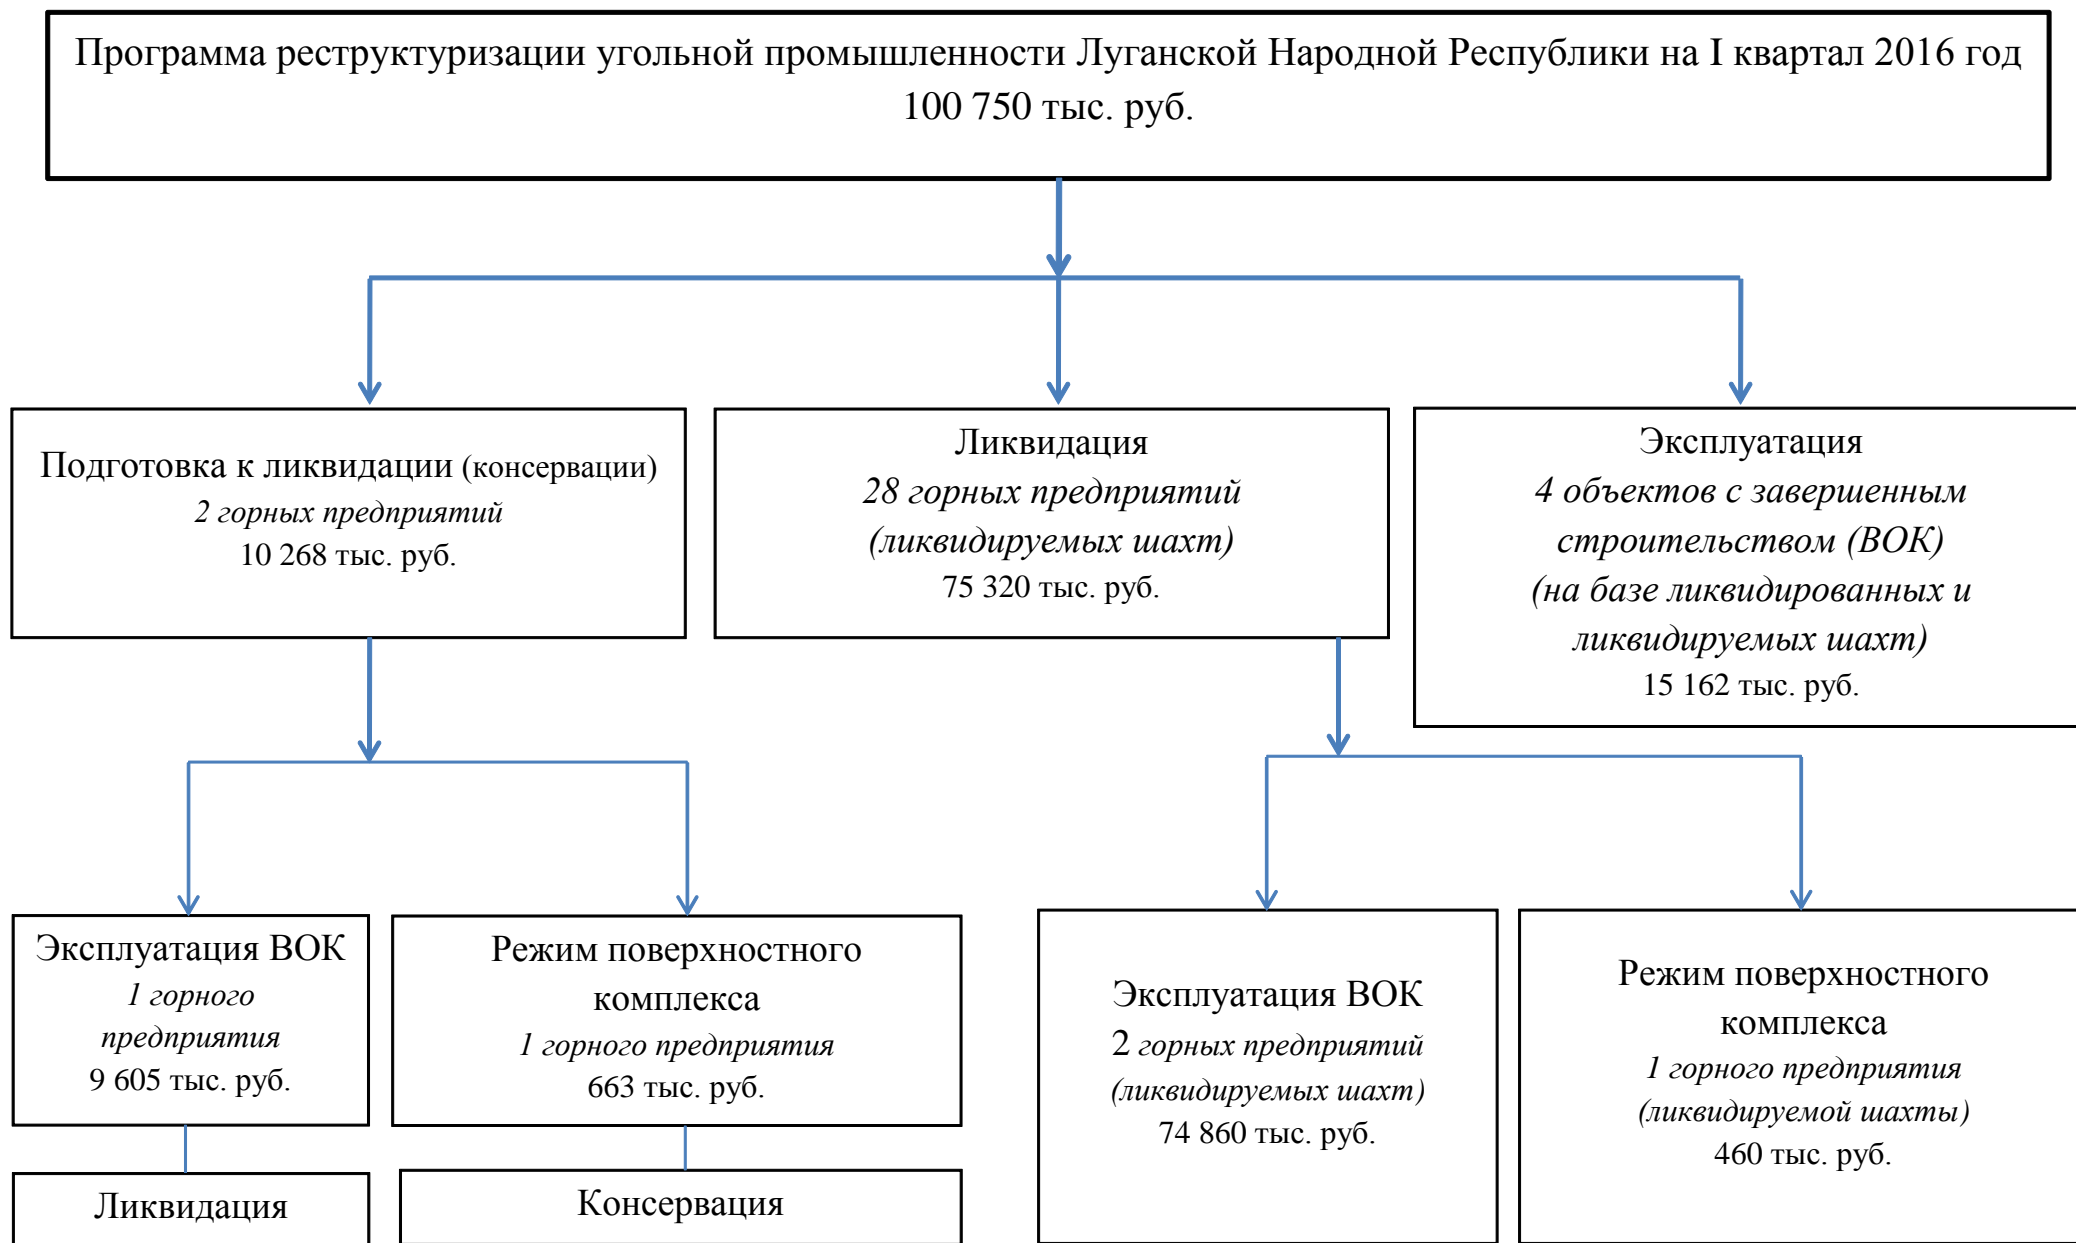 Программа реструктуризации угольной промышленности Луганской Народной Республики на I квартал 2016 год
100 750 тыс. руб.
Подготовка к ликвидации (консервации)
2 горных предприятий
10 268 тыс. руб.
Ликвидация
28 горных предприятий
(ликвидируемых шахт)
75 320 тыс. руб.
Эксплуатация
4 объектов с завершенным
строительством (ВОК)
(на базе ликвидированных и
ликвидируемых шахт)
15 162 тыс. руб.
Эксплуатация ВОК
1 горного
предприятия
9 605 тыс. руб.
Режим поверхностного
комплекса
1 горного предприятия
663 тыс. руб.
Эксплуатация ВОК
2 горных предприятий
(ликвидируемых шахт)
74 860 тыс. руб.
Режим поверхностного
комплекса
1 горного предприятия
(ликвидируемой шахты)
460 тыс. руб.
Ликвидация
Консервация